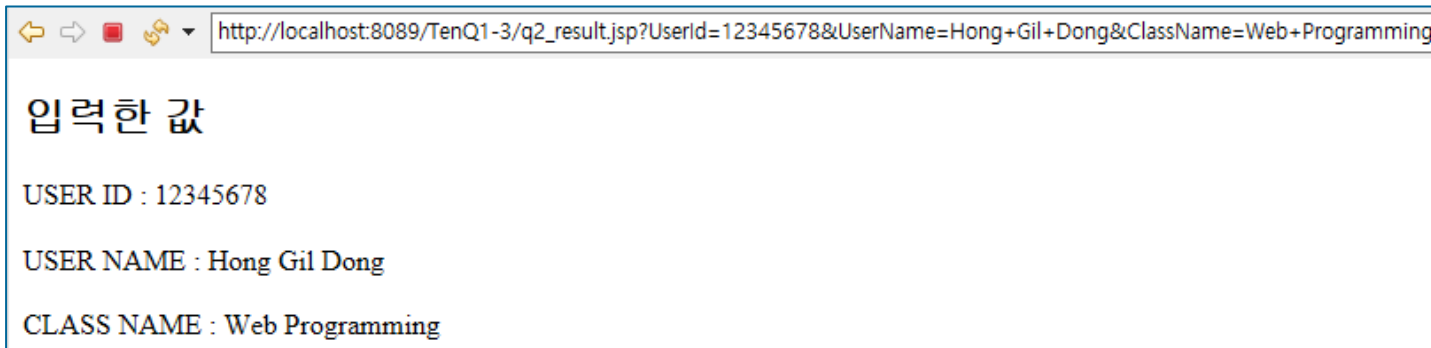 http://localhost:8089/TenQ1-3/q2_result.jsp?UserId=12345678&UserName=Hong+Gil+Dong&ClassName=Web+Programming
입력한 값
USER ID : 12345678
USER NAME : Hong Gil Dong
CLASS NAME : Web Programming